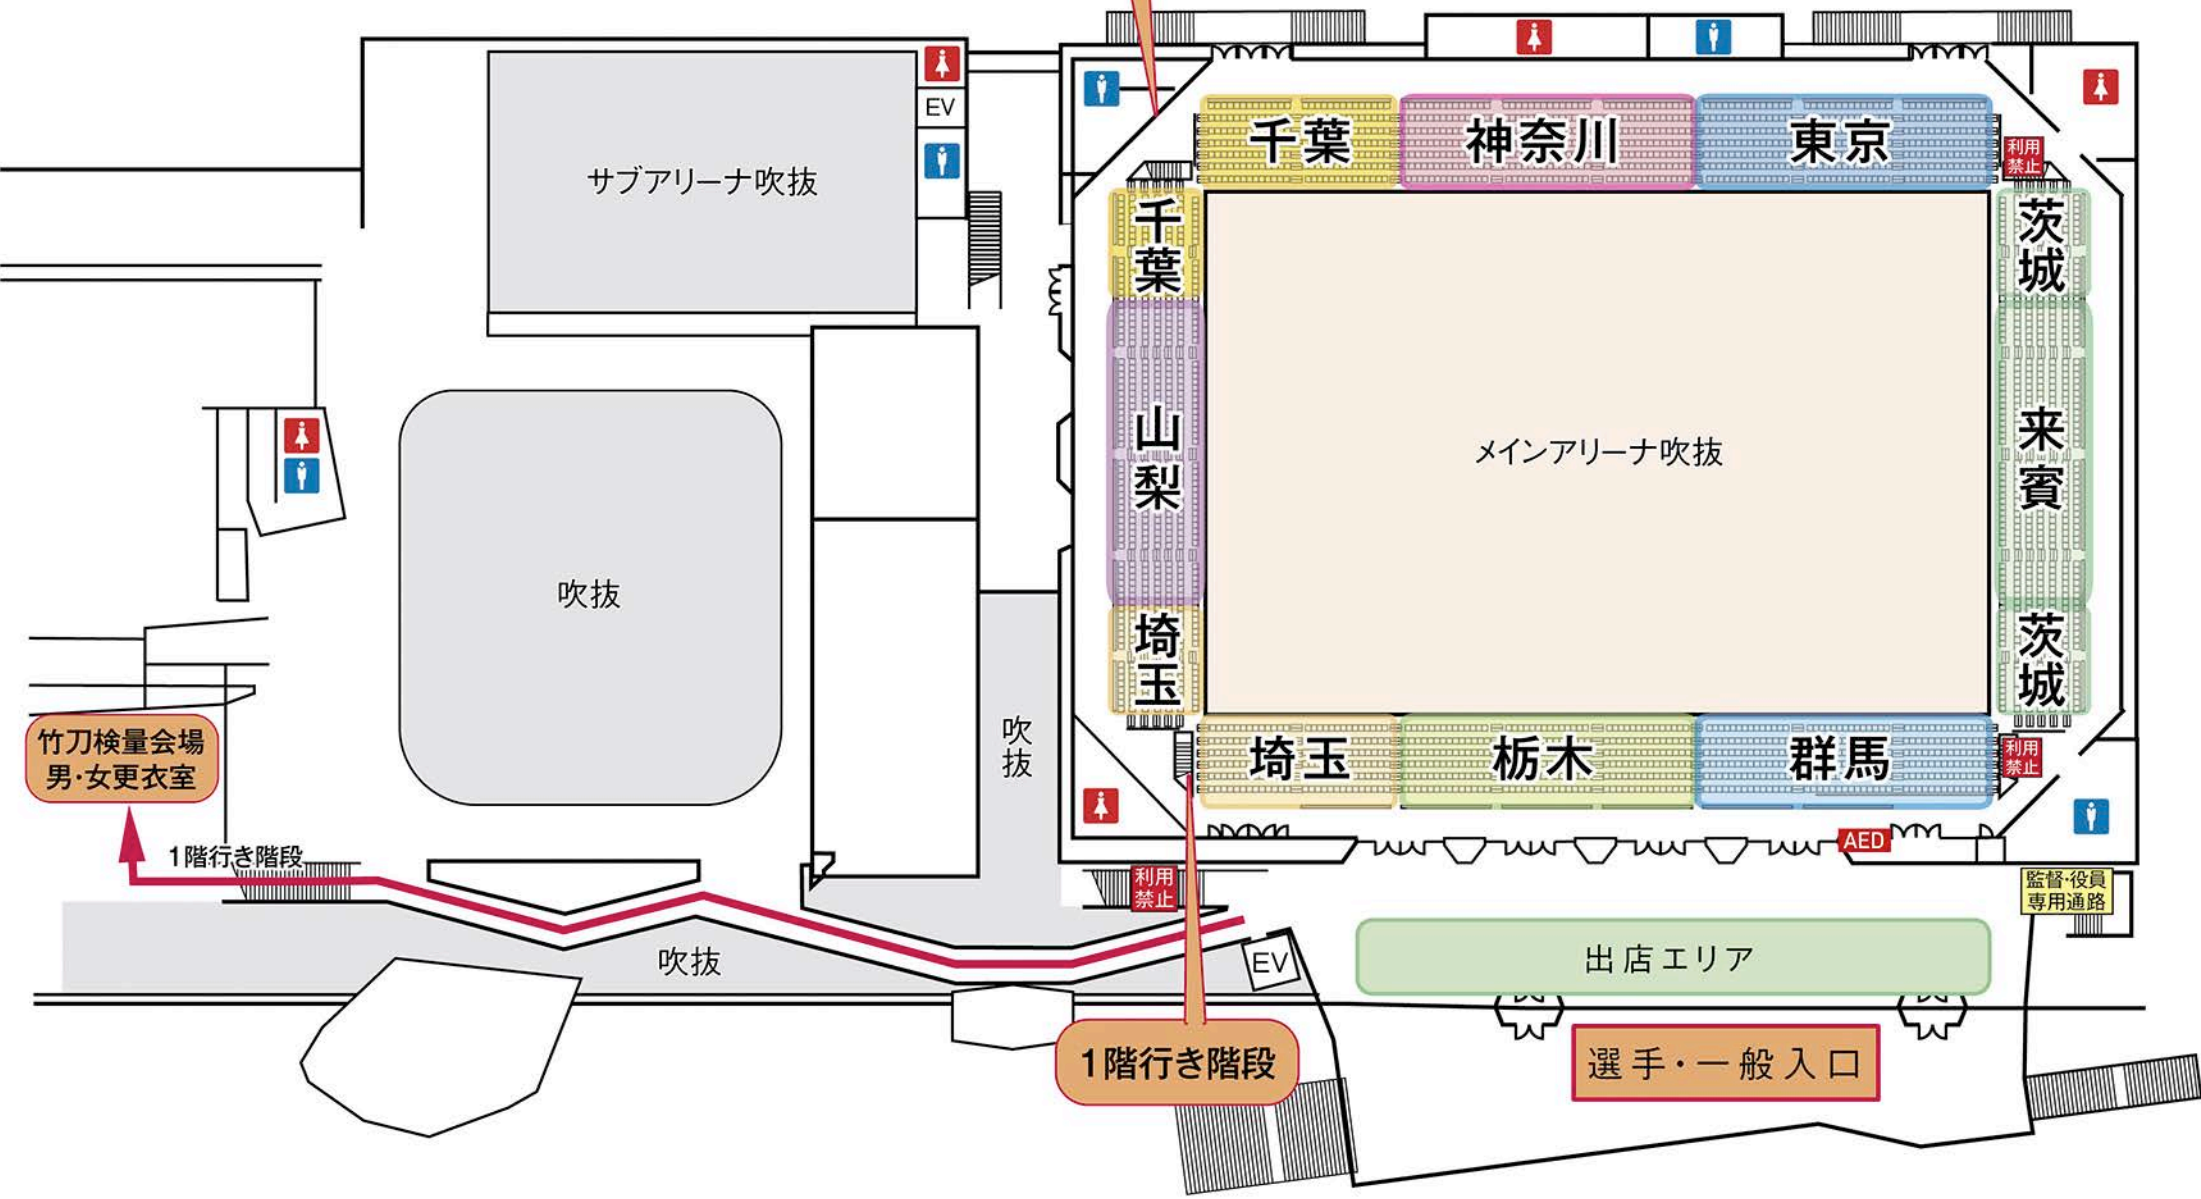 EV
サブアリーナ吹抜
千葉
神奈川
東京
利用
禁止
千葉
茨城
山梨
メインアリーナ吹抜
来賓
吹抜
埼玉
茨城
吹抜
竹刀検量会場
男・女更衣室
埼玉
栃木
群馬
利用
禁止
AED
1階行き階段
利用
禁止
監督・役員
専用通路
吹抜
EV
出店エリア
1階行き階段
選手・一般入口